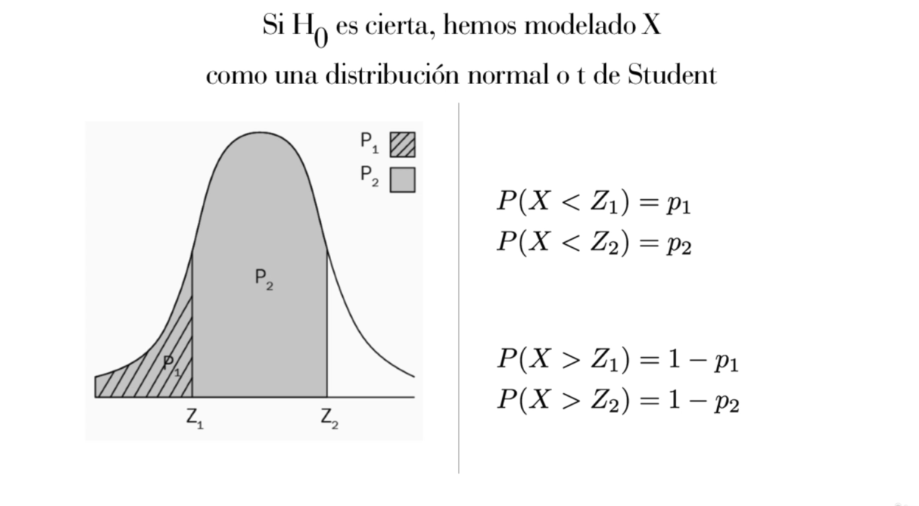 Si H₀ es cierta, hemos modelado X
como una distribución normal o t de Student
P₁
P₂
P₂
P₁
Z₁
Z₂
P(X < Z₁) = p₁
P(X < Z₂) = p₂
P(X > Z₁) = 1 − p₁
P(X > Z₂) = 1 − p₂